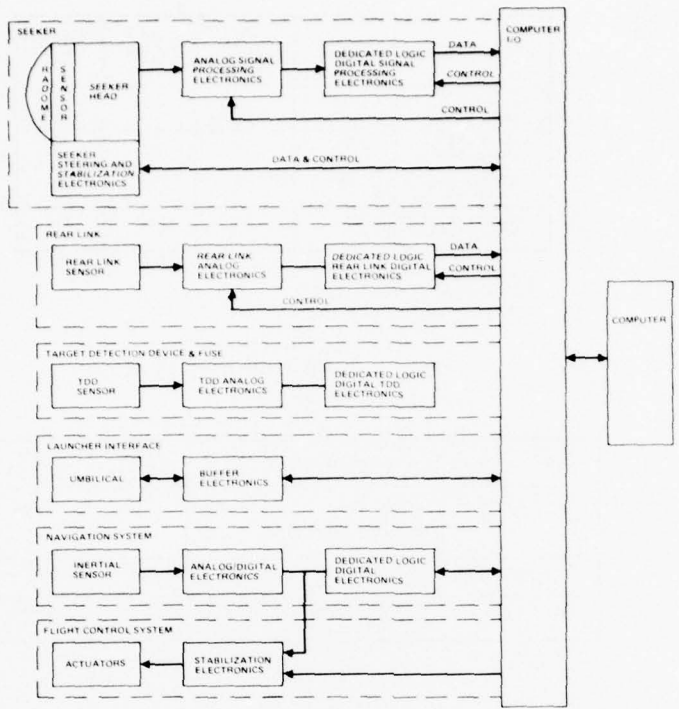 SEEKER
RADOME
SENSOR
SEEKER
HEAD
ANALOG SIGNAL
PROCESSING
ELECTRONICS
DEDICATED LOGIC
DIGITAL SIGNAL
PROCESSING
ELECTRONICS
DATA
CONTROL
CONTROL
COMPUTER
I/O
SEEKER
STEERING AND
STABILIZATION
ELECTRONICS
DATA & CONTROL
REAR LINK
REAR LINK
SENSOR
REAR LINK
ANALOG
ELECTRONICS
DEDICATED LOGIC
REAR LINK DIGITAL
ELECTRONICS
DATA
CONTROL
CONTROL
COMPUTER
TARGET DETECTION DEVICE & FUSE
TDD
SENSOR
TDD ANALOG
ELECTRONICS
DEDICATED LOGIC
DIGITAL TDD
ELECTRONICS
LAUNCHER INTERFACE
UMBILICAL
BUFFER
ELECTRONICS
NAVIGATION SYSTEM
INERTIAL
SENSOR
ANALOG/DIGITAL
ELECTRONICS
DEDICATED LOGIC
DIGITAL
ELECTRONICS
FLIGHT CONTROL SYSTEM
ACTUATORS
STABILIZATION
ELECTRONICS